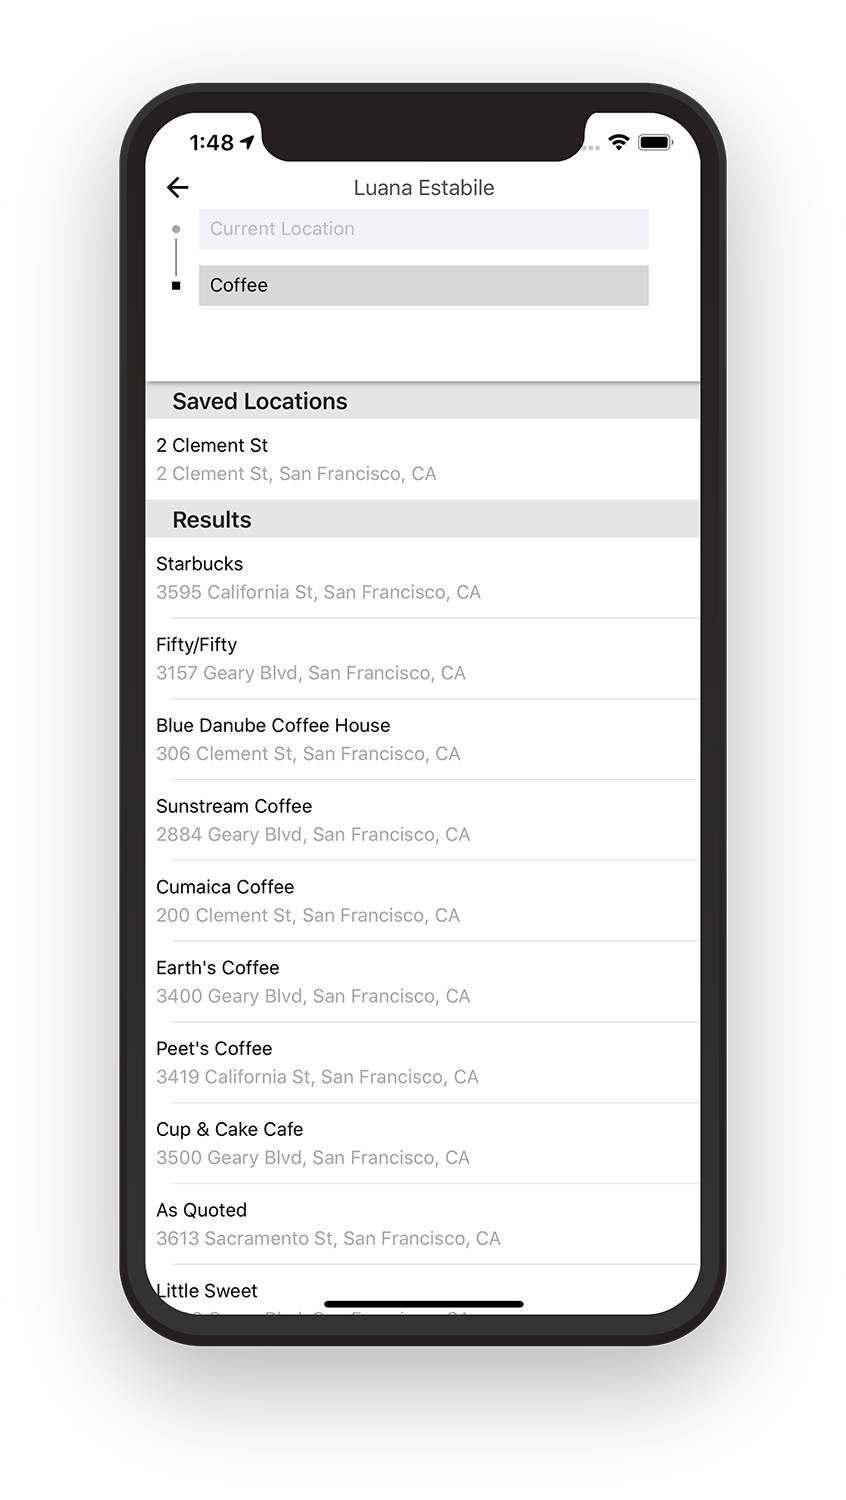 1:48
Luana Estabile
Current Location
Coffee
Saved Locations
2 Clement St
2 Clement St, San Francisco, CA
Results
Starbucks
3595 California St, San Francisco, CA
Fifty/Fifty
3157 Geary Blvd, San Francisco, CA
Blue Danube Coffee House
306 Clement St, San Francisco, CA
Sunstream Coffee
2884 Geary Blvd, San Francisco, CA
Cumaica Coffee
200 Clement St, San Francisco, CA
Earth's Coffee
3400 Geary Blvd, San Francisco, CA
Peet's Coffee
3419 California St, San Francisco, CA
Cup & Cake Cafe
3500 Geary Blvd, San Francisco, CA
As Quoted
3613 Sacramento St, San Francisco, CA
Little Sweet